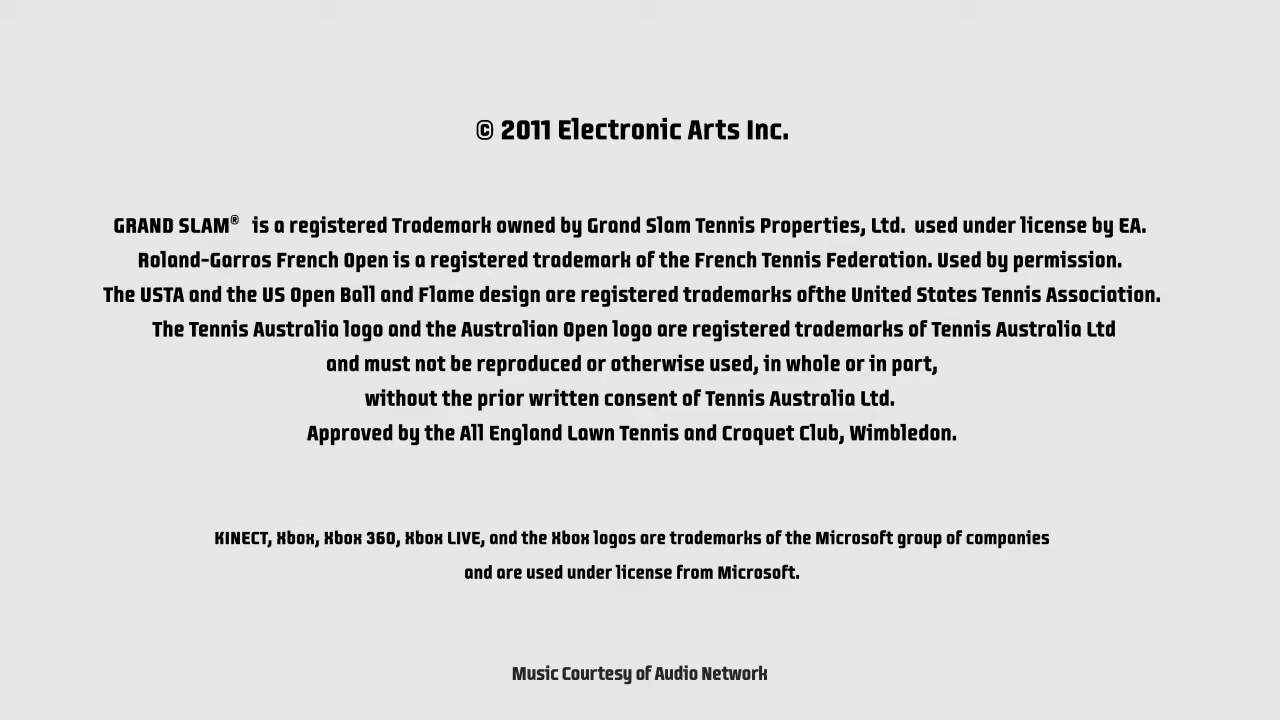 © 2011 Electronic Arts Inc.
GRAND SLAM® is a registered Trademark owned by Grand Slam Tennis Properties, Ltd. used under license by EA.
Roland-Garros French Open is a registered trademark of the French Tennis Federation. Used by permission.
The USTA and the US Open Ball and Flame design are registered trademarks ofthe United States Tennis Association.
The Tennis Australia logo and the Australian Open logo are registered trademarks of Tennis Australia Ltd
and must not be reproduced or otherwise used, in whole or in part,
without the prior written consent of Tennis Australia Ltd.
Approved by the All England Lawn Tennis and Croquet Club, Wimbledon.
KINECT, Xbox, Xbox 360, Xbox LIVE, and the Xbox logos are trademarks of the Microsoft group of companies
and are used under license from Microsoft.
Music Courtesy of Audio Network